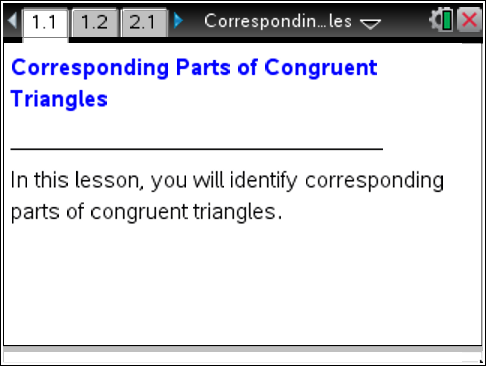 1.1 1.2 2.1 Correspondin...les
Corresponding Parts of Congruent
Triangles
In this lesson, you will identify corresponding
parts of congruent triangles.